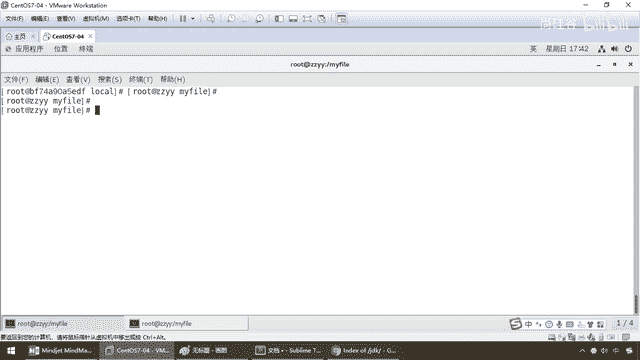 CentOS7-04 - VMware Workstation
文件(F) 编辑(E) 查看(V) 虚拟机(M) 选项卡(T) 帮助(H)
主页 CentOS7-04
应用程序 位置 终端 英 星期日 17:42
root@zzyy:/myfile
文件(F) 编辑(E) 查看(V) 搜索(S) 终端(T) 帮助(H)
[root@bf74a90a5edf local]# [root@zzyy myfile]#
[root@zzyy myfile]#
[root@zzyy myfile]#
root@zzyy:/myfile root@zzyy:/myfile 1 / 4
中
要返回到您的计算机，请将鼠标指针从虚拟机中移出或按 Ctrl+Alt。
Mindjet MindMa... CentOS7-04 - VM... 无标题 - 画图 文档+ - Sublime T... Index of /jdk/ - G... 中